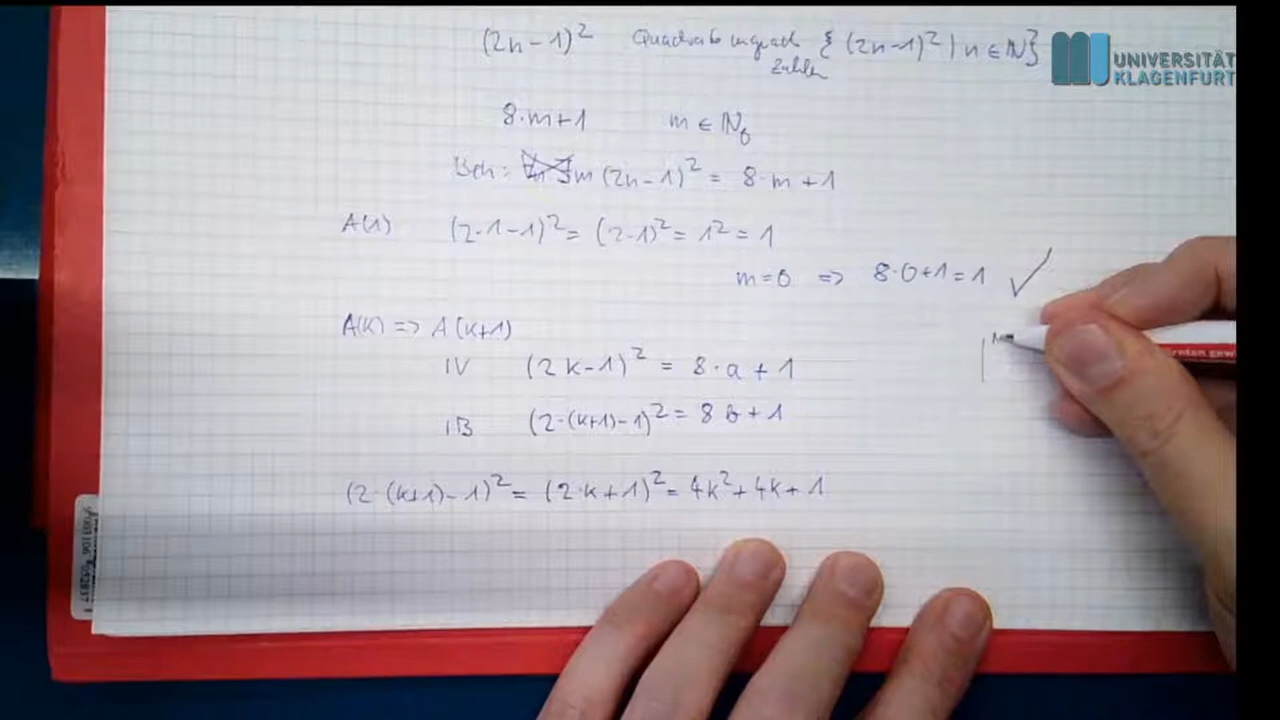 (2n-1)² Quadrate ungerad {(2n-1)² | n ∈ ℕ}
Zahlen
UNIVERSITÄT
KLAGENFURT
8·m+1 m ∈ ℕ₀
Beh: ∃m (2n-1)² = 8·m+1
A(1) (2·1-1)² = (2-1)² = 1² = 1
m=0 => 8·0+1=1 ✓
A(k) => A(k+1)
IV (2k-1)² = 8·a+1
IB (2·(k+1)-1)² = 8b+1
(2·(k+1)-1)² = (2·k+1)² = 4k²+4k+1